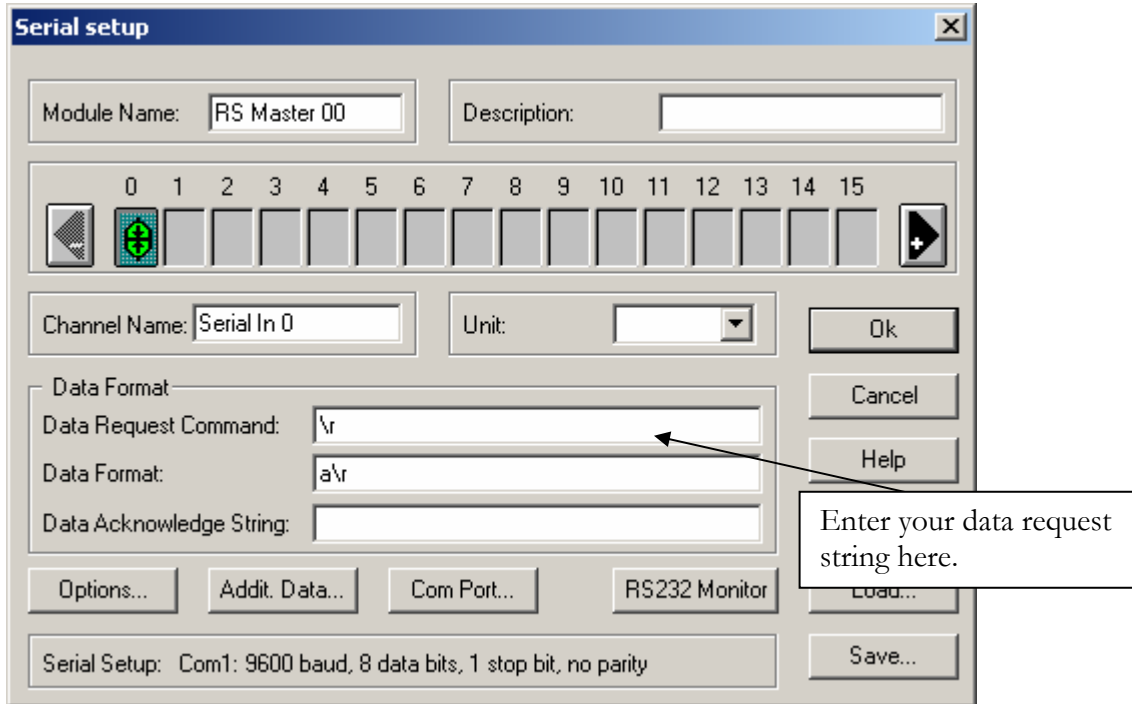 Serial setup
Module Name: RS Master 00 Description:
0 1 2 3 4 5 6 7 8 9 10 11 12 13 14 15
- +
Channel Name: Serial In 0 Unit: Ok
Data Format Cancel
Data Request Command: \r
Data Format: a\r Help
Data Acknowledge String:
Enter your data request
string here.
Options... Addit. Data... Com Port... RS232 Monitor Load...
Serial Setup: Com1: 9600 baud, 8 data bits, 1 stop bit, no parity Save...